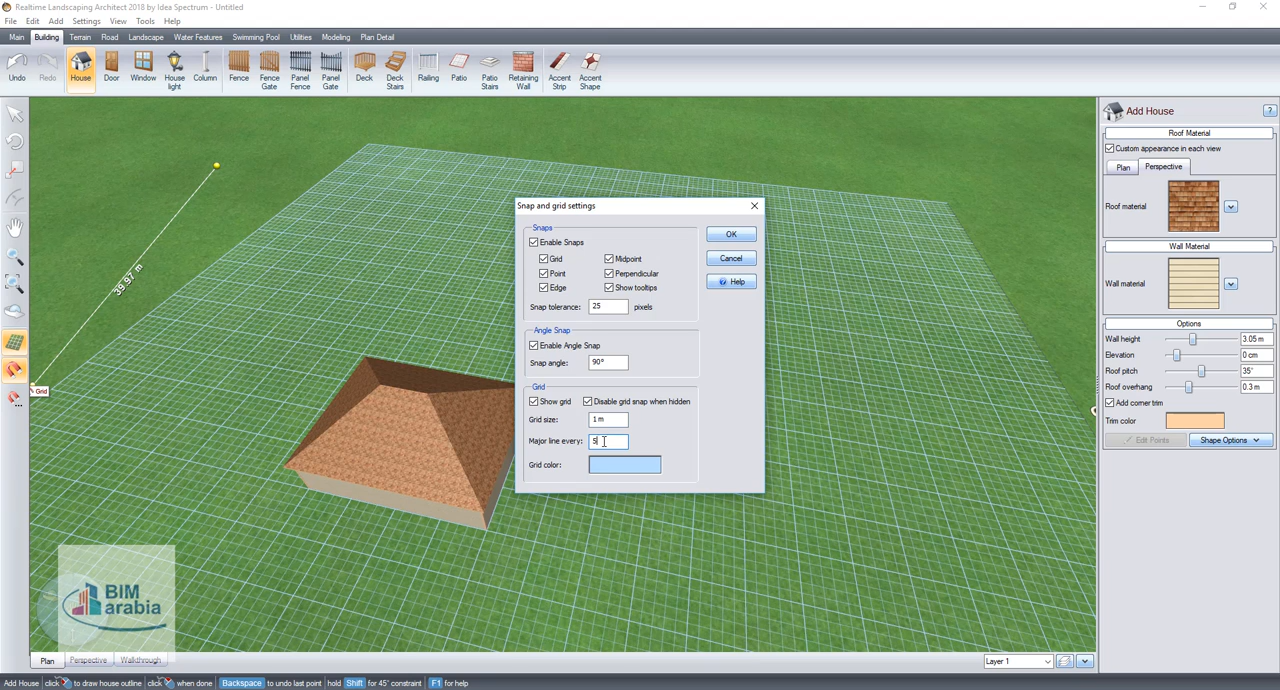 Realtime Landscaping Architect 2018 by Idea Spectrum - Untitled
File Edit Add Settings View Tools Help
Main Building Terrain Road Landscape Water Features Swimming Pool Utilities Modeling Plan Detail
Undo Redo House Door Window House light Column Fence Fence Gate Panel Fence Panel Gate Deck Deck Stairs Railing Patio Patio Stairs Retaining Wall Accent Strip Accent Shape
Add House
?
Roof Material
Custom appearance in each view
Plan Perspective
Roof material
Wall Material
Wall material
Options
Wall height 3.05 m
Elevation 0 cm
Roof pitch 35°
Roof overhang 0.3 m
Add corner trim
Trim color
Edit Points Shape Options
39.97 m
Grid
Snap and grid settings
Snaps
Enable Snaps
Grid Midpoint
Point Perpendicular
Edge Show tooltips
Snap tolerance: 25 pixels
OK
Cancel
? Help
Angle Snap
Enable Angle Snap
Snap angle: 90°
Grid
Show grid Disable grid snap when hidden
Grid size: 1 m
Major line every: 5
Grid color:
BIM
arabia
Plan Perspective Walkthrough
Layer 1
Add House click to draw house outline click when done Backspace to undo last point hold Shift for 45° constraint F1 for help